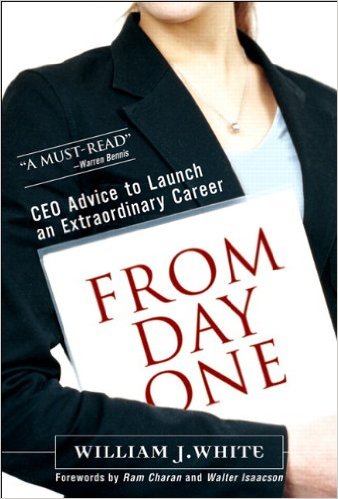 "A MUST-READ"
–Warren Bennis
CEO Advice to Launch
an Extraordinary Career
FROM
DAY
ONE
WILLIAM J. WHITE
Forewords by Ram Charan and Walter Isaacson